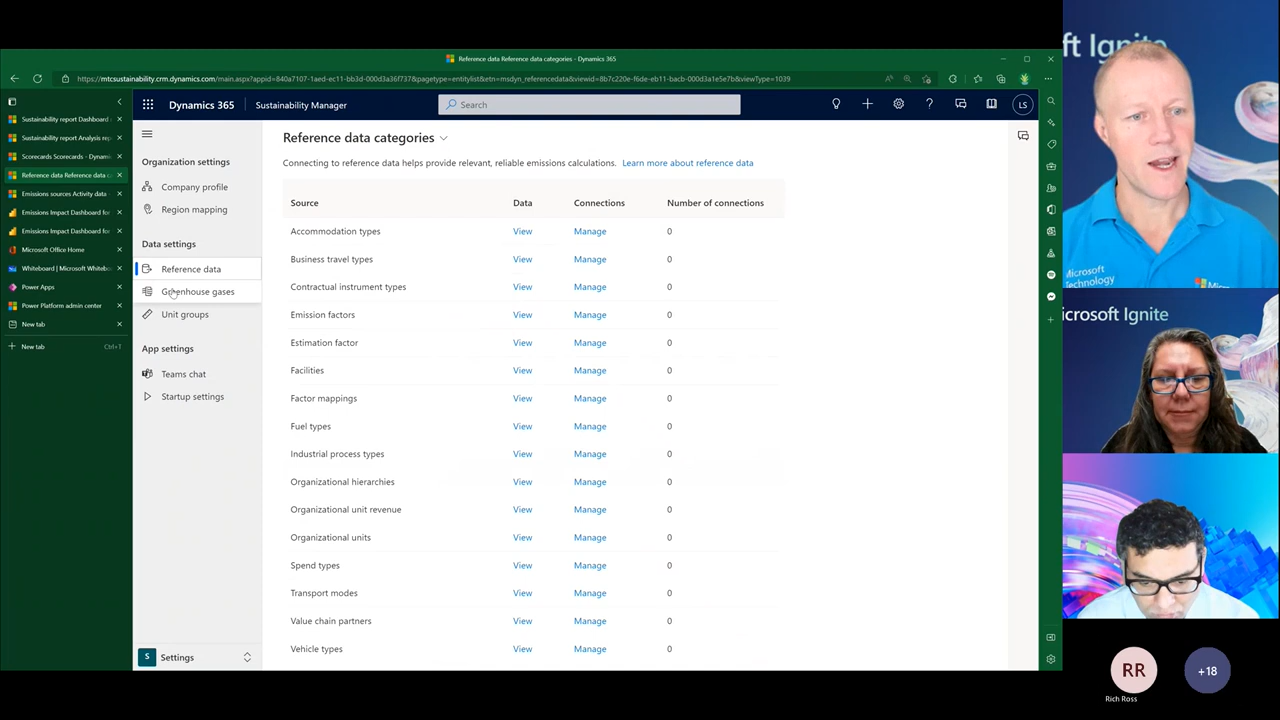 Reference data Reference data categories - Dynamics 365
https://mtcsustainability.crm.dynamics.com/main.aspx?appid=840a7107-1aed-ec11-bb3d-000d3a36f737&pagetype=entitylist&etn=msdyn_referencedata&viewid=8b7c220e-f6de-eb11-bacb-000d3a1e5e7b&viewType=1039
Sustainability report Dashboard
Sustainability report Analysis rep
Scorecards Scorecards - Dynami
Reference data Reference data c
Emissions sources Activity data -
Emissions Impact Dashboard for
Emissions Impact Dashboard for
Microsoft Office Home
Whiteboard | Microsoft Whitebo
Power Apps
Power Platform admin center
New tab
New tab
Ctrl+T
Dynamics 365
Sustainability Manager
Search
LS
Organization settings
Company profile
Region mapping
Data settings
Reference data
Greenhouse gases
Unit groups
App settings
Teams chat
Startup settings
S Settings
Reference data categories
Connecting to reference data helps provide relevant, reliable emissions calculations. Learn more about reference data
Source Data Connections Number of connections
Accommodation types View Manage 0
Business travel types View Manage 0
Contractual instrument types View Manage 0
Emission factors View Manage 0
Estimation factor View Manage 0
Facilities View Manage 0
Factor mappings View Manage 0
Fuel types View Manage 0
Industrial process types View Manage 0
Organizational hierarchies View Manage 0
Organizational unit revenue View Manage 0
Organizational units View Manage 0
Spend types View Manage 0
Transport modes View Manage 0
Value chain partners View Manage 0
Vehicle types View Manage 0
ft Ignite
Microsoft
Technology
icrosoft Ignite
RR
Rich Ross
+18